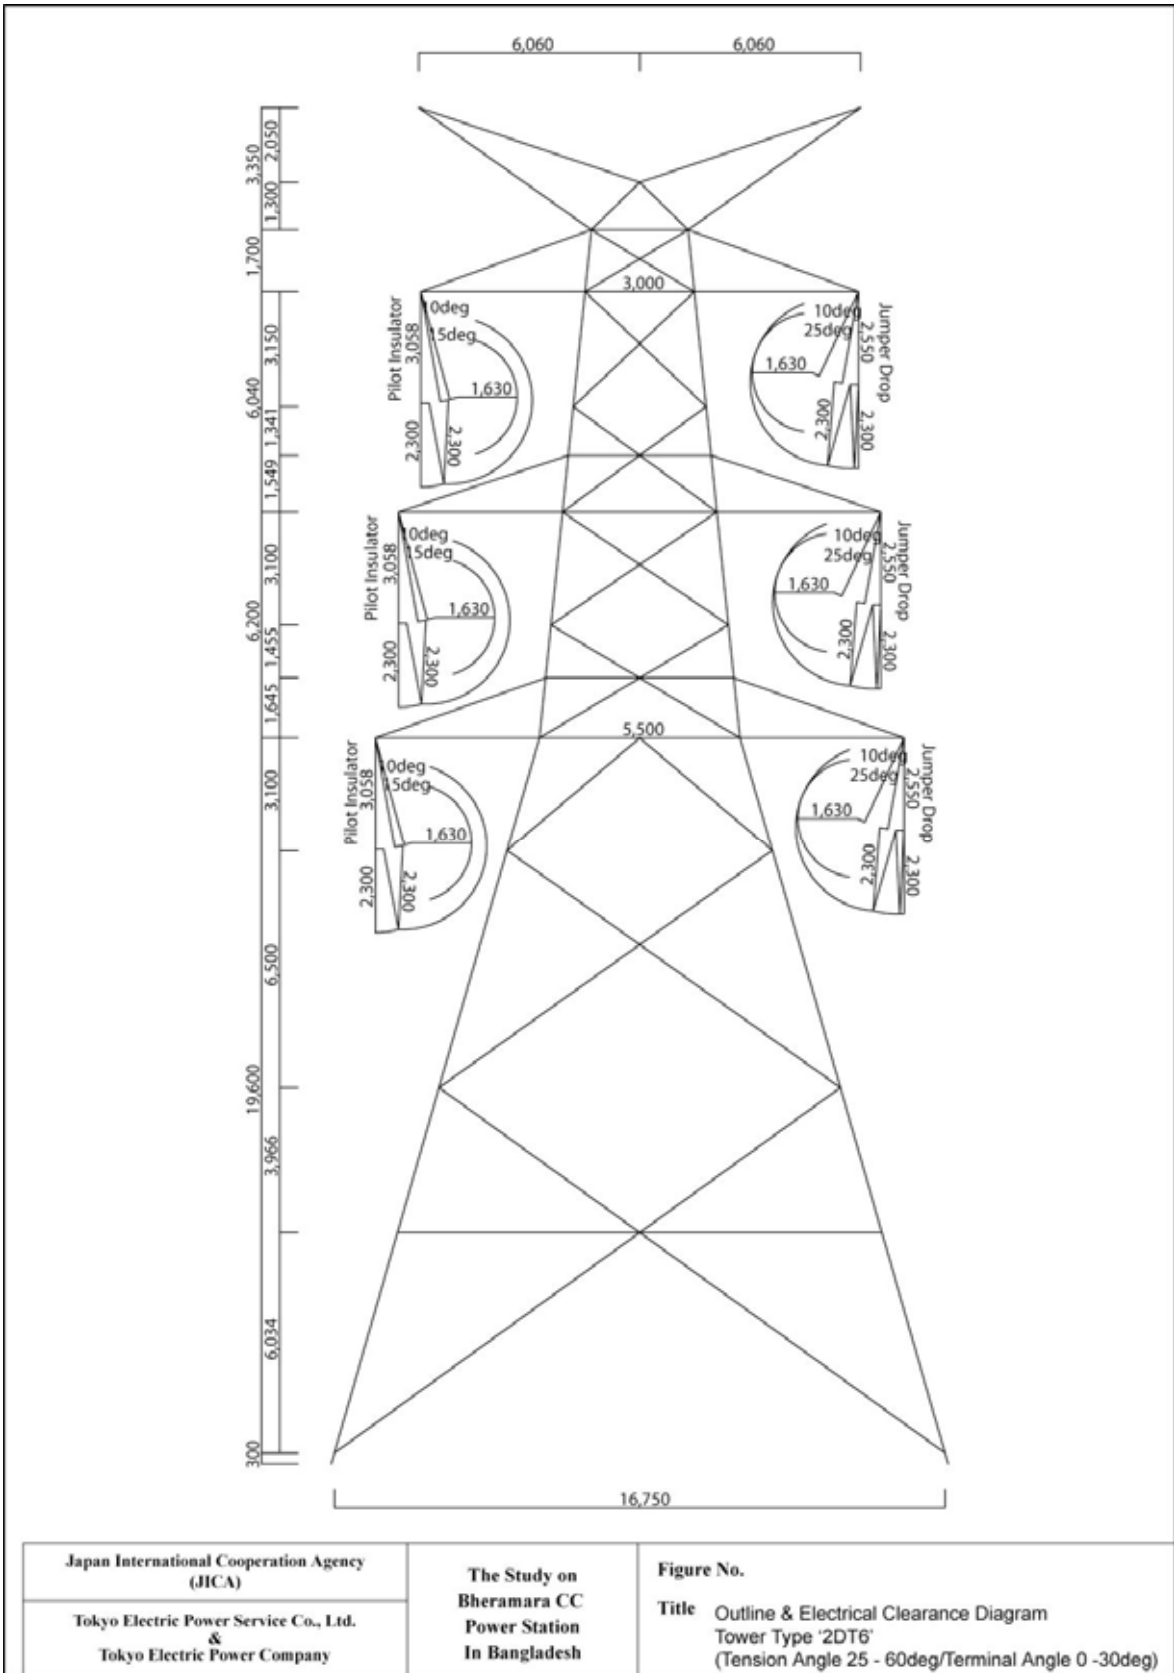 6,060 6,060
2,050
3,350
1,300
1,700
3,000
Pilot Insulator
3,058
0deg
15deg
1,630
2,300
2,300
10deg
25deg
1,630
2,550
Jumper Drop
2,300
2,300
3,150
6,040
1,341
1,549
Pilot Insulator
3,058
0deg
15deg
1,630
2,300
2,300
10deg
25deg
1,630
2,550
Jumper Drop
2,300
2,300
3,100
6,200
1,455
1,645
5,500
Pilot Insulator
3,058
0deg
15deg
1,630
2,300
2,300
10deg
25deg
1,630
2,550
Jumper Drop
2,300
2,300
3,100
6,500
19,600
3,966
6,034
300
16,750
Japan International Cooperation Agency
(JICA)
Tokyo Electric Power Service Co., Ltd.
&
Tokyo Electric Power Company
The Study on
Bheramara CC
Power Station
In Bangladesh
Figure No.
Title Outline & Electrical Clearance Diagram
Tower Type '2DT6'
(Tension Angle 25 - 60deg/Terminal Angle 0 -30deg)